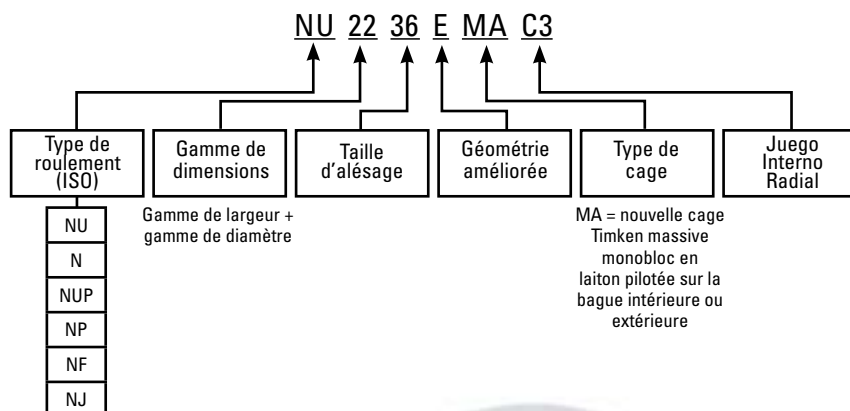 NU 22 36 E MA C3
Type de
roulement
(ISO)
Gamme de
dimensions
Taille
d'alésage
Géométrie
améliorée
Type de
cage
Juego
Interno
Radial
Gamme de largeur +
gamme de diamètre
MA = nouvelle cage
Timken massive
monobloc en
laiton pilotée sur la
bague intérieure ou
extérieure
NU
N
NUP
NP
NF
NJ